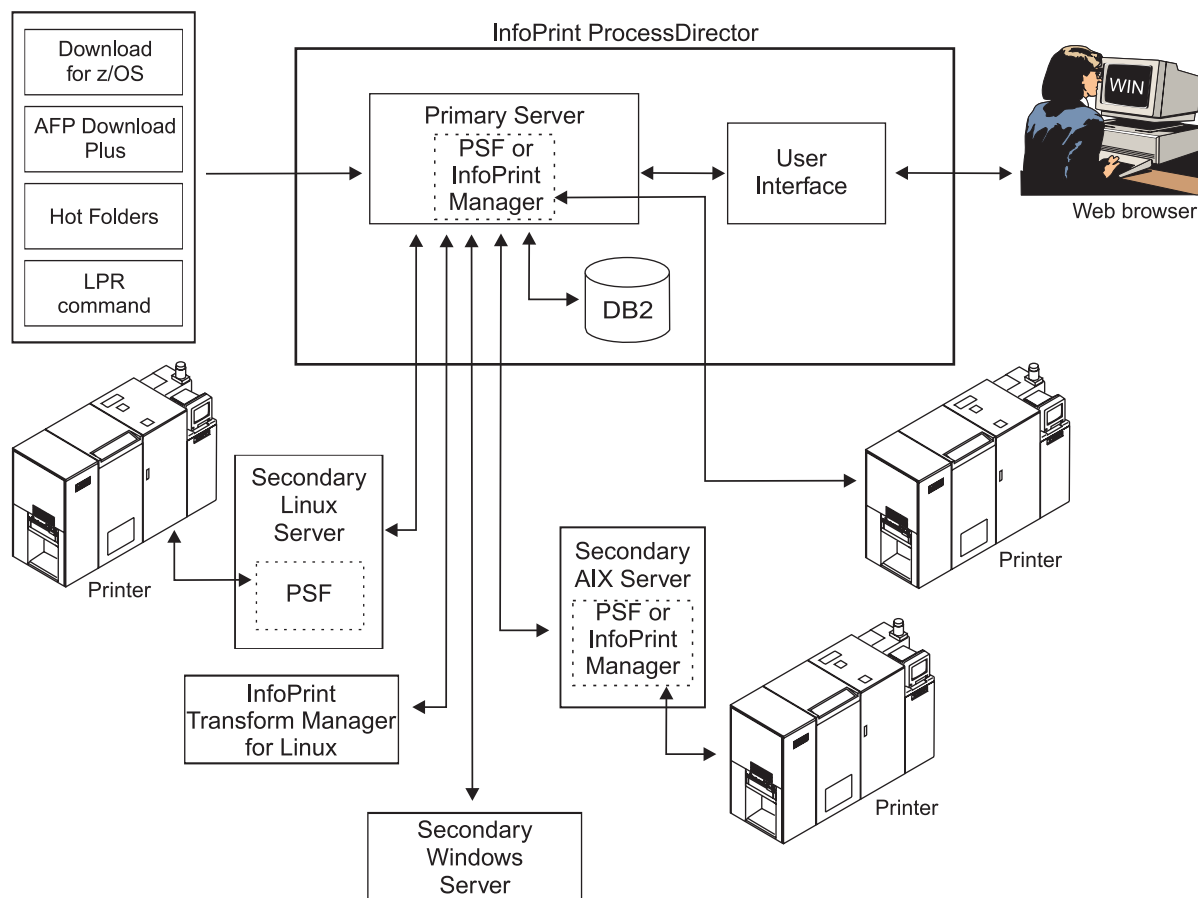 Download
for z/OS
AFP Download
Plus
Hot Folders
LPR
command
InfoPrint ProcessDirector
Primary Server
PSF or
InfoPrint
Manager
User
Interface
DB2
WIN
Web browser
Printer
Secondary
Linux
Server
PSF
InfoPrint
Transform Manager
for Linux
Secondary
Windows
Server
Secondary
AIX Server
PSF or
InfoPrint
Manager
Printer
Printer